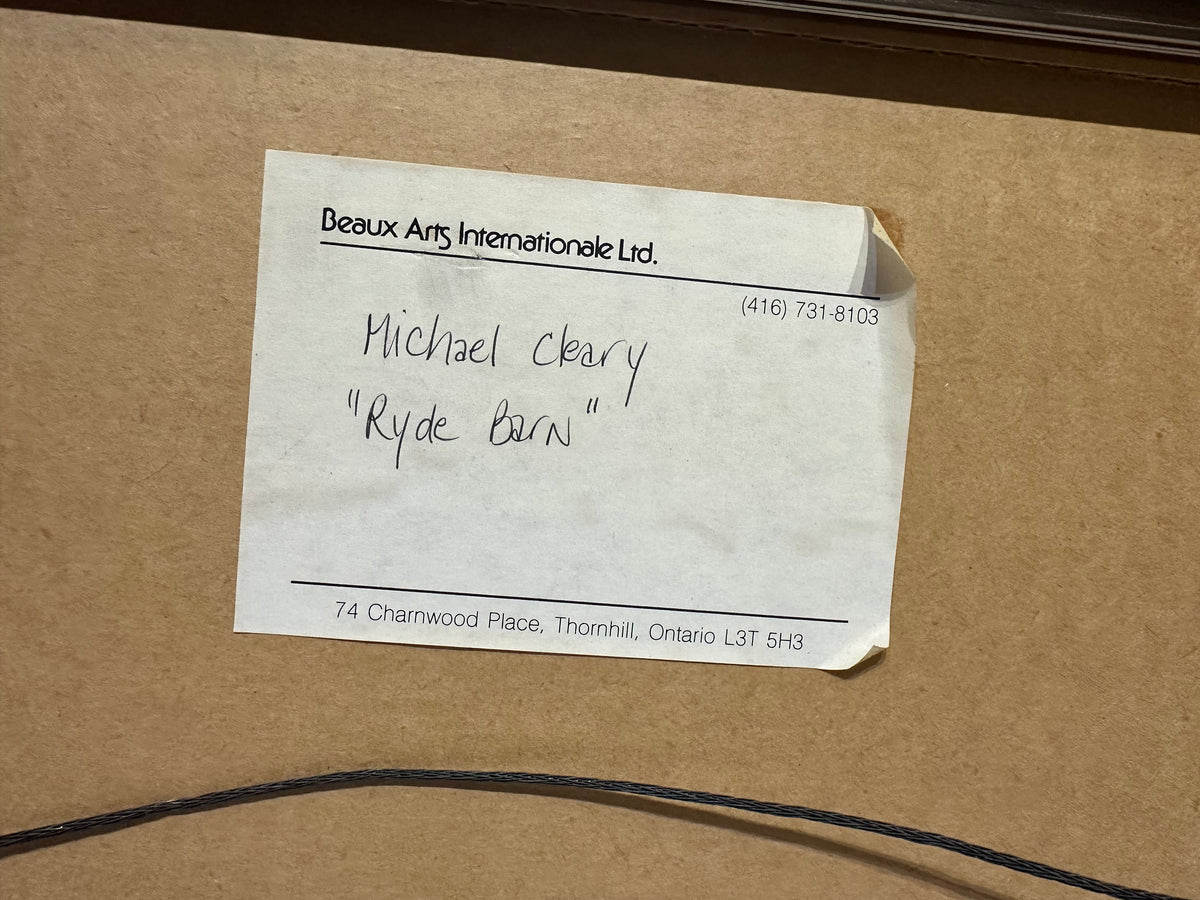 Beaux Arts Internationale Ltd.
(416) 731-8103
Michael Cleary
"Ryde Barn"
74 Charnwood Place, Thornhill, Ontario L3T 5H3